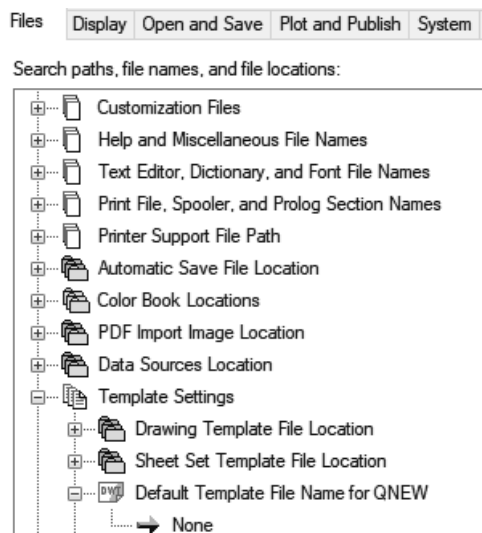 Files Display Open and Save Plot and Publish System
Search paths, file names, and file locations:
Customization Files
Help and Miscellaneous File Names
Text Editor, Dictionary, and Font File Names
Print File, Spooler, and Prolog Section Names
Printer Support File Path
Automatic Save File Location
Color Book Locations
PDF Import Image Location
Data Sources Location
Template Settings
Drawing Template File Location
Sheet Set Template File Location
DWT Default Template File Name for QNEW
None